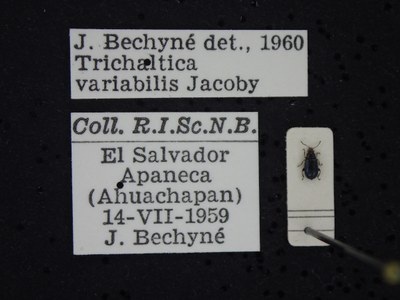 J. Bechyné det., 1960
Trichaltica
variabilis Jacoby
Coll. R.I.Sc.N.B.
El Salvador
Apaneca
(Ahuachapan)
14-VII-1959
J. Bechyné